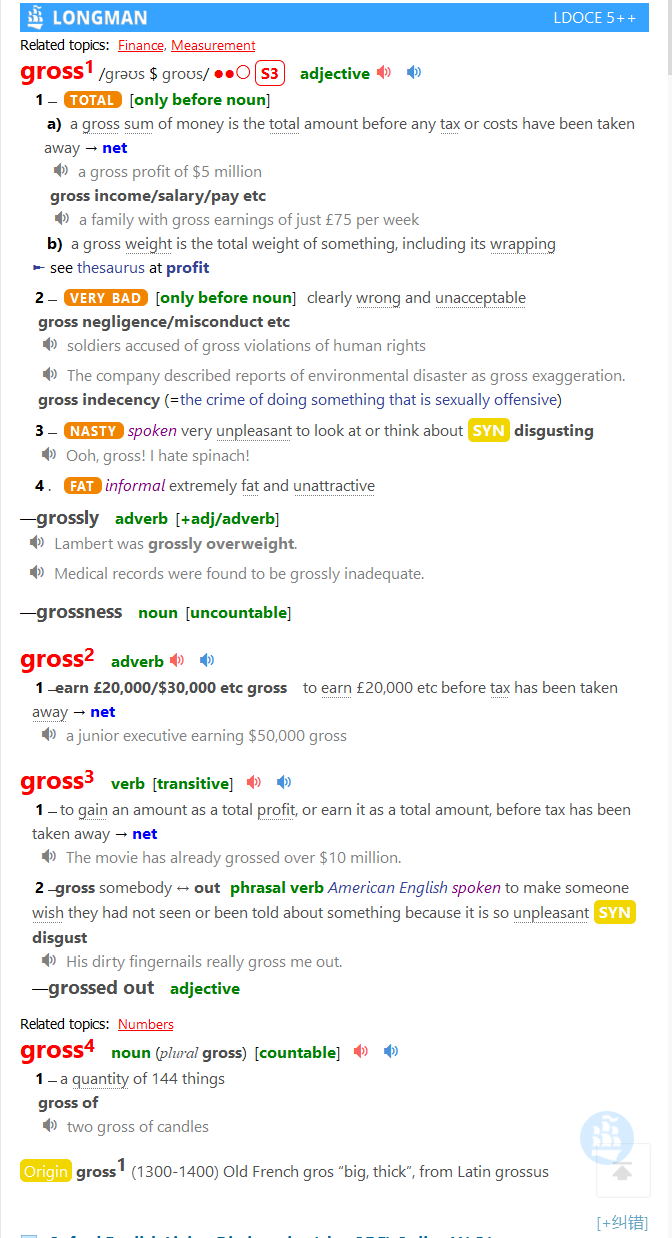 LONGMAN LDOCE 5++
Related topics: Finance, Measurement
gross1 /grəʊs $ groʊs/ ●●○ S3 adjective
1 – TOTAL [only before noun]
a) a gross sum of money is the total amount before any tax or costs have been taken
away → net
a gross profit of $5 million
gross income/salary/pay etc
a family with gross earnings of just £75 per week
b) a gross weight is the total weight of something, including its wrapping
► see thesaurus at profit
2 – VERY BAD [only before noun] clearly wrong and unacceptable
gross negligence/misconduct etc
soldiers accused of gross violations of human rights
The company described reports of environmental disaster as gross exaggeration.
gross indecency (=the crime of doing something that is sexually offensive)
3 – NASTY spoken very unpleasant to look at or think about SYN disgusting
Ooh, gross! I hate spinach!
4 . FAT informal extremely fat and unattractive
—grossly adverb [+adj/adverb]
Lambert was grossly overweight.
Medical records were found to be grossly inadequate.
—grossness noun [uncountable]
gross2 adverb
1 –earn £20,000/$30,000 etc gross to earn £20,000 etc before tax has been taken
away → net
a junior executive earning $50,000 gross
gross3 verb [transitive]
1 – to gain an amount as a total profit, or earn it as a total amount, before tax has been
taken away → net
The movie has already grossed over $10 million.
2 –gross somebody ↔ out phrasal verb American English spoken to make someone
wish they had not seen or been told about something because it is so unpleasant SYN
disgust
His dirty fingernails really gross me out.
—grossed out adjective
Related topics: Numbers
gross4 noun (plural gross) [countable]
1 – a quantity of 144 things
gross of
two gross of candles
Origin gross1 (1300-1400) Old French gros “big, thick”, from Latin grossus
[+纠错]